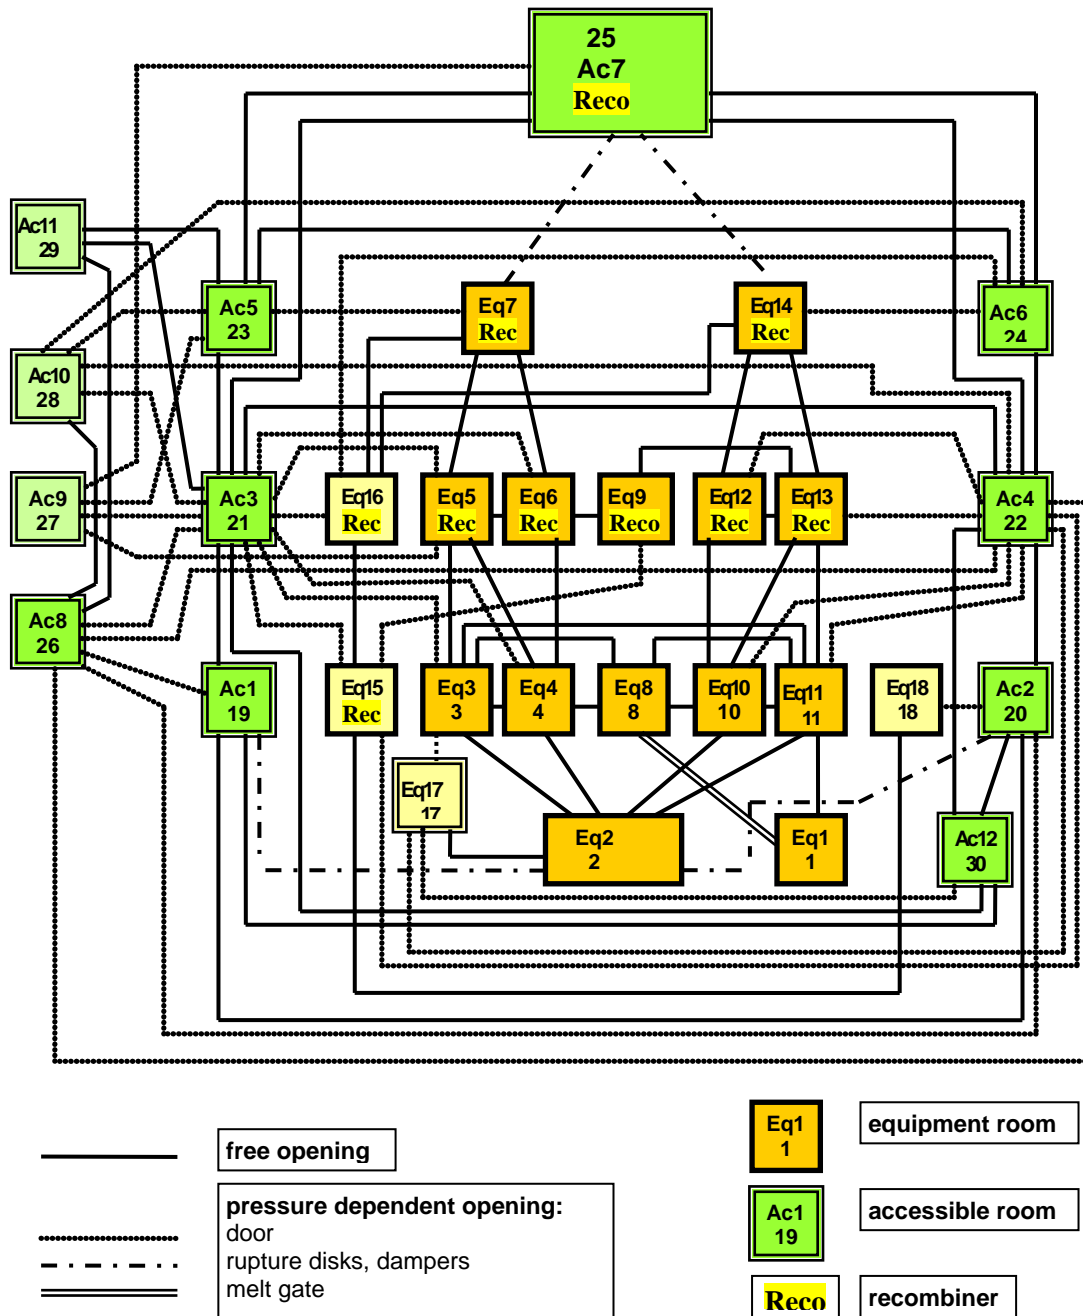 25
Ac7
Reco
Ac11
29
Ac5
23
Eq7
Rec
Eq14
Rec
Ac6
24
Ac10
28
Ac9
27
Ac3
21
Eq16
Rec
Eq5
Rec
Eq6
Rec
Eq9
Reco
Eq12
Rec
Eq13
Rec
Ac4
22
Ac8
26
Ac1
19
Eq15
Rec
Eq3
3
Eq4
4
Eq8
8
Eq10
10
Eq11
11
Eq18
18
Ac2
20
Eq17
17
Eq2
2
Eq1
1
Ac12
30
free opening
pressure dependent opening:
door
rupture disks, dampers
melt gate
Eq1
1
equipment room
Ac1
19
accessible room
Reco
recombiner